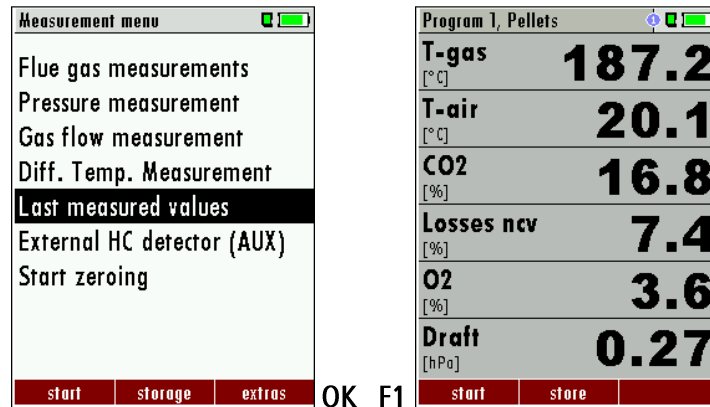 Measurement menu
Flue gas measurements
Pressure measurement
Gas flow measurement
Diff. Temp. Measurement
Last measured values
External HC detector (AUX)
Start zeroing
start storage extras
OK F1
Program 1, Pellets
T-gas 187.2
[°C]
T-air 20.1
[°C]
CO2 16.8
[%]
Losses ncv 7.4
[%]
O2 3.6
[%]
Draft 0.27
[hPa]
start store